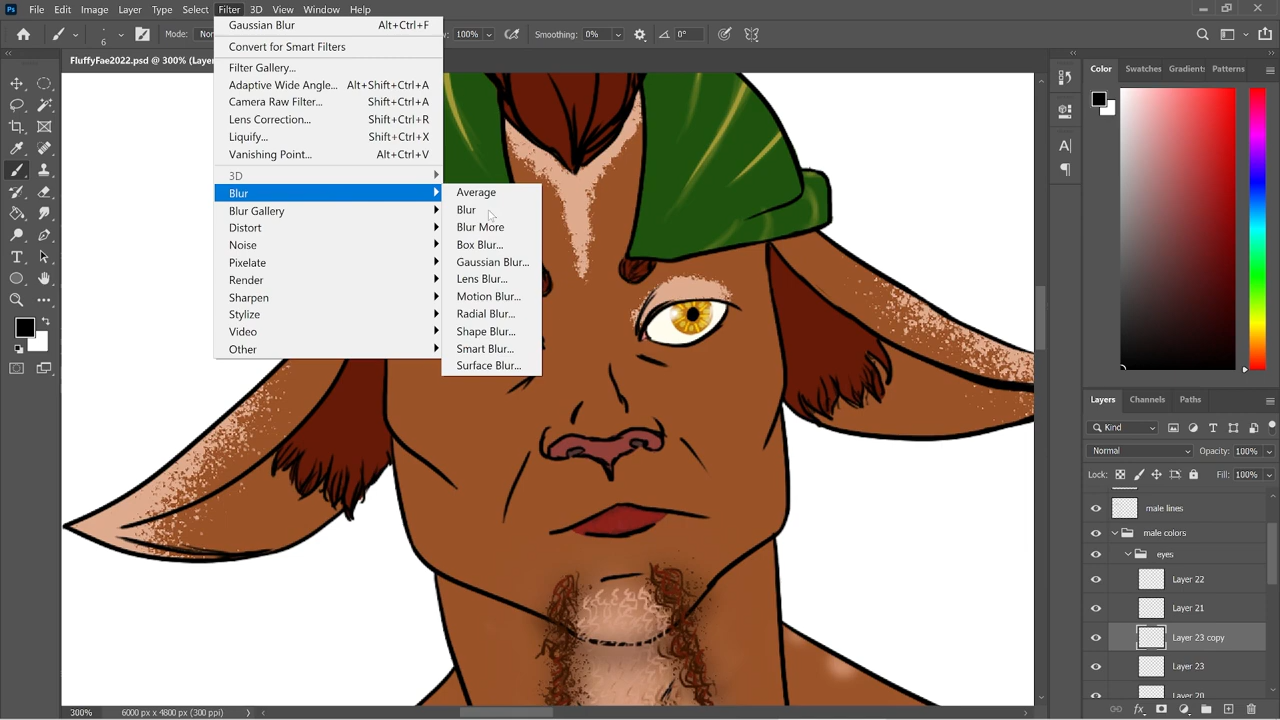 Ps File Edit Image Layer Type Select Filter 3D View Window Help
6 Mode: 100% Smoothing: 0% 0°
FluffyFae2022.psd @ 300% (Laye
Gaussian Blur Alt+Ctrl+F
Convert for Smart Filters
Filter Gallery...
Adaptive Wide Angle... Alt+Shift+Ctrl+A
Camera Raw Filter... Shift+Ctrl+A
Lens Correction... Shift+Ctrl+R
Liquify... Shift+Ctrl+X
Vanishing Point... Alt+Ctrl+V
3D
Blur
Blur Gallery
Distort
Noise
Pixelate
Render
Sharpen
Stylize
Video
Other
Average
Blur
Blur More
Box Blur...
Gaussian Blur...
Lens Blur...
Motion Blur...
Radial Blur...
Shape Blur...
Smart Blur...
Surface Blur...
Color Swatches Gradient: Patterns
Layers Channels Paths
Kind
Normal Opacity: 100%
Lock: Fill: 100%
male lines
male colors
eyes
Layer 22
Layer 21
Layer 23 copy
Layer 23
Layer 20
300% 6000 px x 4800 px (300 ppi)